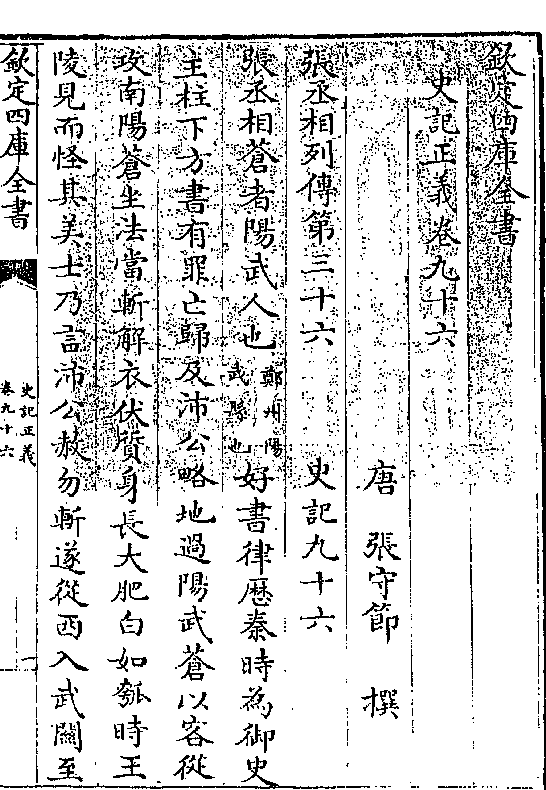 欽定四庫全書
史記正義卷九十六
唐 張守節 撰
張丞相列傳第三十六 史記九十六
張丞相蒼者陽武人也鄭州陽武縣也好書律歴秦時為御史
主柱下方書有罪亡歸及沛公略地過陽武蒼以客從
攻南陽蒼坐法當斬解衣伏質身長大肥白如瓠時王
陵見而怪其美士乃言沛公赦勿斬遂從西入武關至
欽定四庫全書
史記正義
卷九十六
一